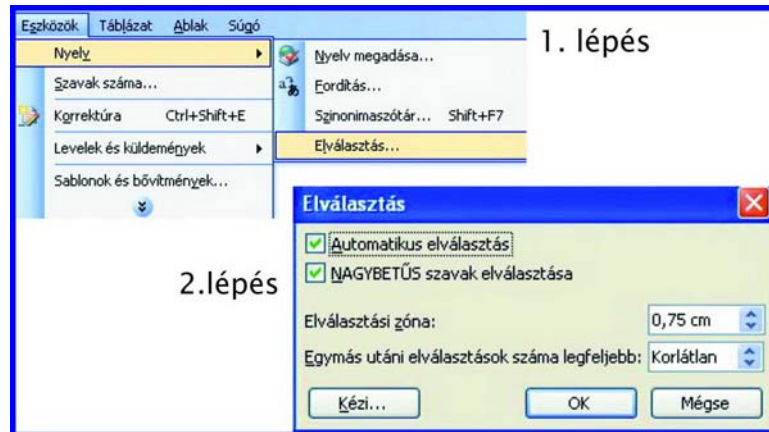 Eszközök Táblázat Ablak Súgó
1. lépés
Nyelv
Szavak száma...
Korrektúra Ctrl+Shift+E
Levelek és küldemények
Sablonok és bővítmények...
Nyelv megadása...
Fordítás...
Szinonimaszótár... Shift+F7
Elválasztás...
2.lépés
Elválasztás
Automatikus elválasztás
NAGYBETŰS szavak elválasztása
Elválasztási zóna: 0,75 cm
Egymás utáni elválasztások száma legfeljebb: Korlátlan
Kézi... OK Mégse